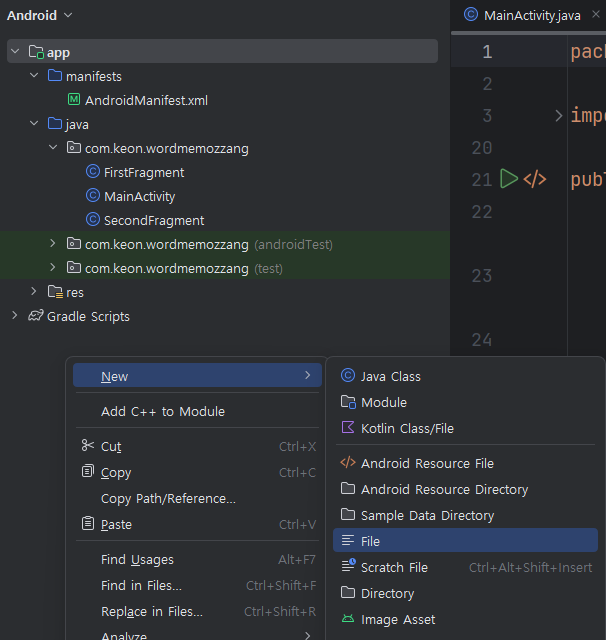 Android
MainActivity.java
app
manifests
AndroidManifest.xml
java
com.keon.wordmemozzang
FirstFragment
MainActivity
SecondFragment
com.keon.wordmemozzang (androidTest)
com.keon.wordmemozzang (test)
res
Gradle Scripts
1
2
3
20
21
22
23
24
pack
impo
publ
New
Add C++ to Module
Cut Ctrl+X
Copy Ctrl+C
Copy Path/Reference...
Paste Ctrl+V
Find Usages Alt+F7
Find in Files... Ctrl+Shift+F
Replace in Files... Ctrl+Shift+R
Analyze
Java Class
Module
Kotlin Class/File
Android Resource File
Android Resource Directory
Sample Data Directory
File
Scratch File Ctrl+Alt+Shift+Insert
Directory
Image Asset